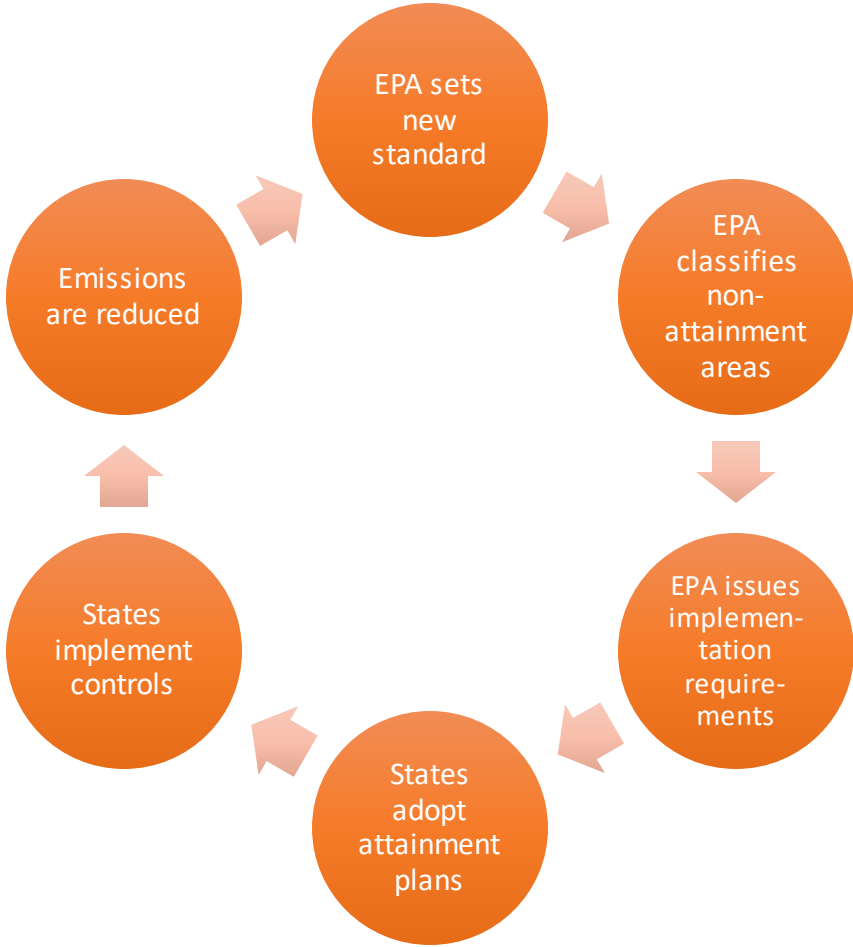 EPA sets
new
standard
EPA
classifies
non-
attainment
areas
EPA issues
implemen-
tation
require-
ments
States
adopt
attainment
plans
States
implement
controls
Emissions
are reduced